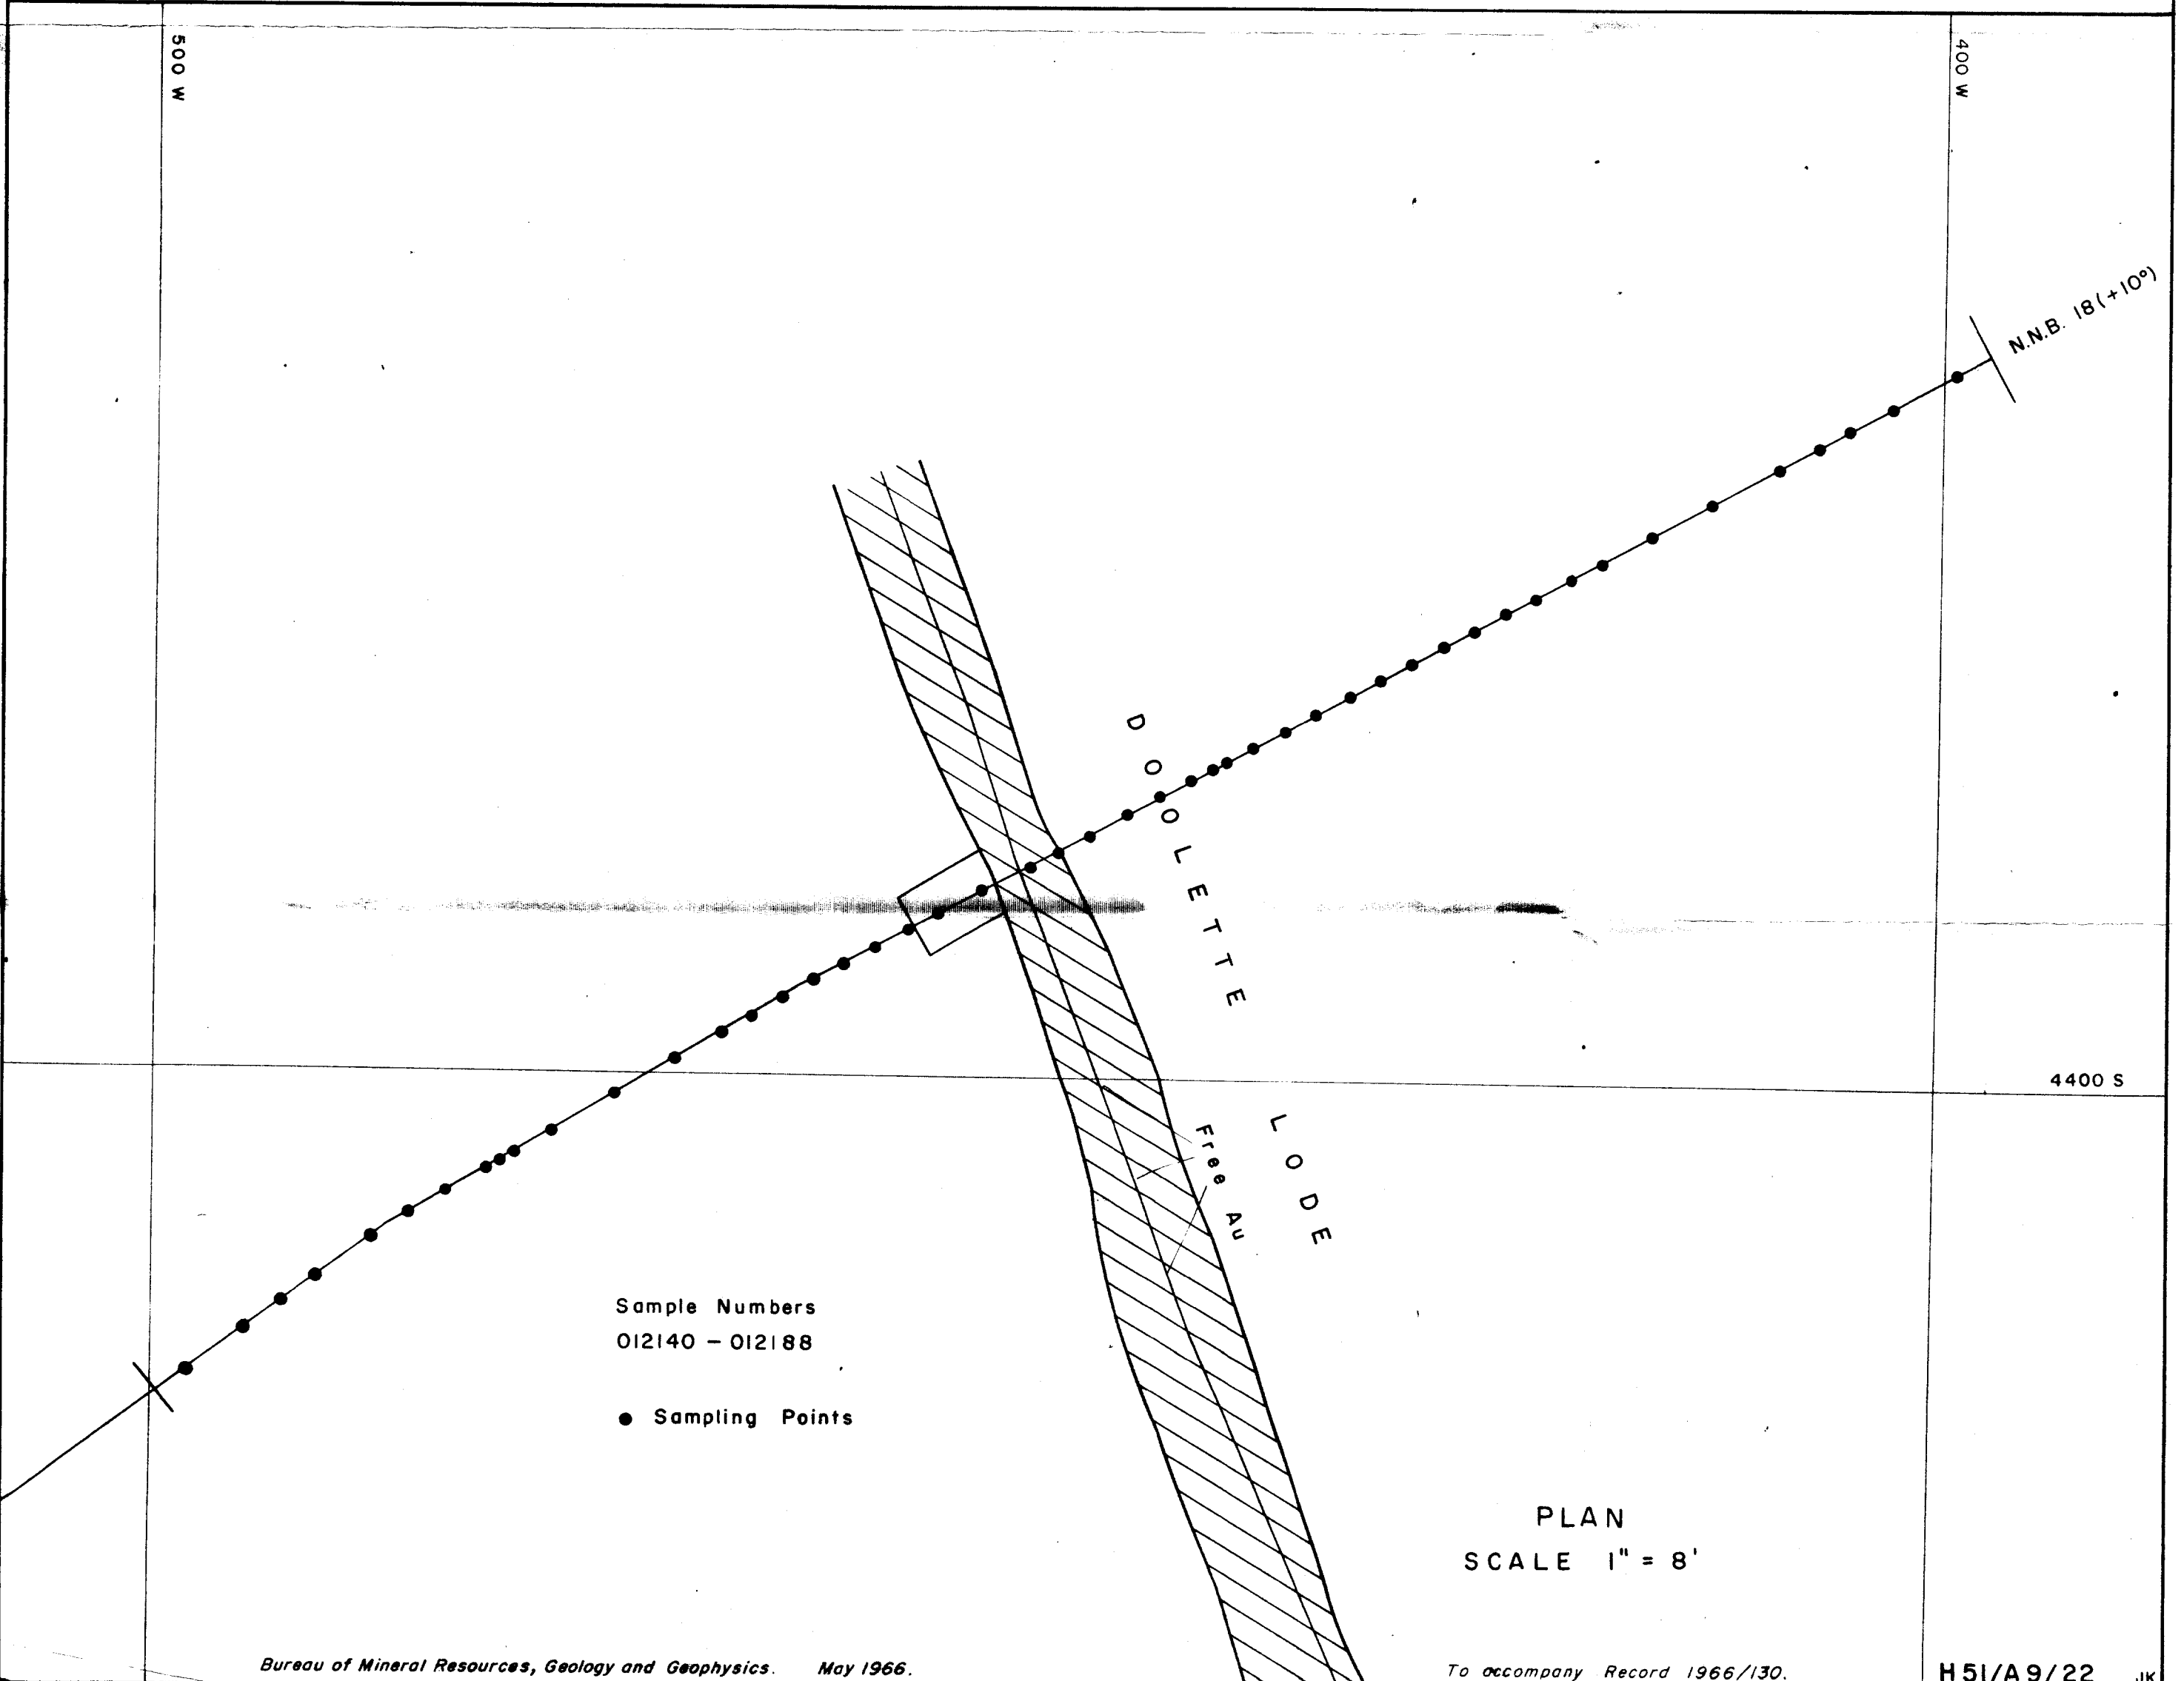 500 W
400 W
N.N.B. 18 (+10°)
DOOLETTE
LODE
4400 S
Free Au
Sample Numbers
012140 – 012188
● Sampling Points
PLAN
SCALE 1" = 8'
Bureau of Mineral Resources, Geology and Geophysics. May 1966.
To accompany Record 1966/130.
H51/A9/22 JK